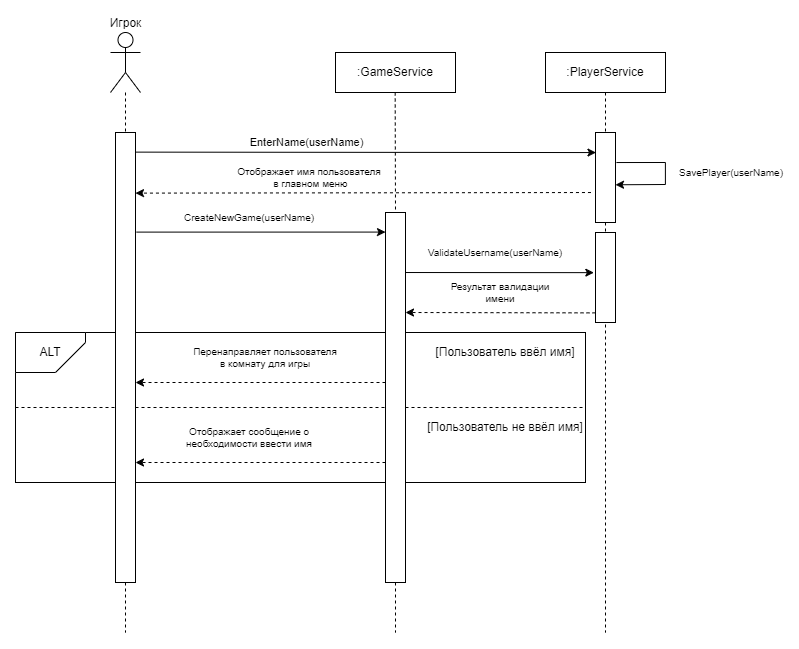 Игрок
:GameService
:PlayerService
EnterName(userName)
Отображает имя пользователя
в главном меню
SavePlayer(userName)
CreateNewGame(userName)
ValidateUsername(userName)
Результат валидации
имени
ALT
Перенаправляет пользователя
в комнату для игры
[Пользователь ввёл имя]
Отображает сообщение о
необходимости ввести имя
[Пользователь не ввёл имя]